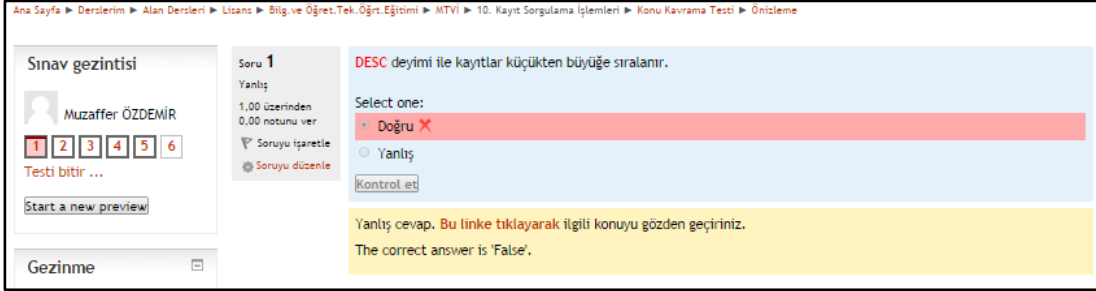 Ana Sayfa ► Derslerim ► Alan Dersleri ► Lisans ► Bilg.ve Öğret.Tek.Öğrt.Eğitimi ► MTVİ ► 10. Kayıt Sorgulama İşlemleri ► Konu Kavrama Testi ► Önizleme
Sınav gezintisi
Muzaffer ÖZDEMİR
1 2 3 4 5 6
Testi bitir ...
Start a new preview
Gezinme
Soru 1
Yanlış
1,00 üzerinden
0,00 notunu ver
Soruyu işaretle
Soruyu düzenle
DESC deyimi ile kayıtlar küçükten büyüğe sıralanır.
Select one:
Doğru
Yanlış
Kontrol et
Yanlış cevap. Bu linke tıklayarak ilgili konuyu gözden geçiriniz.
The correct answer is 'False'.